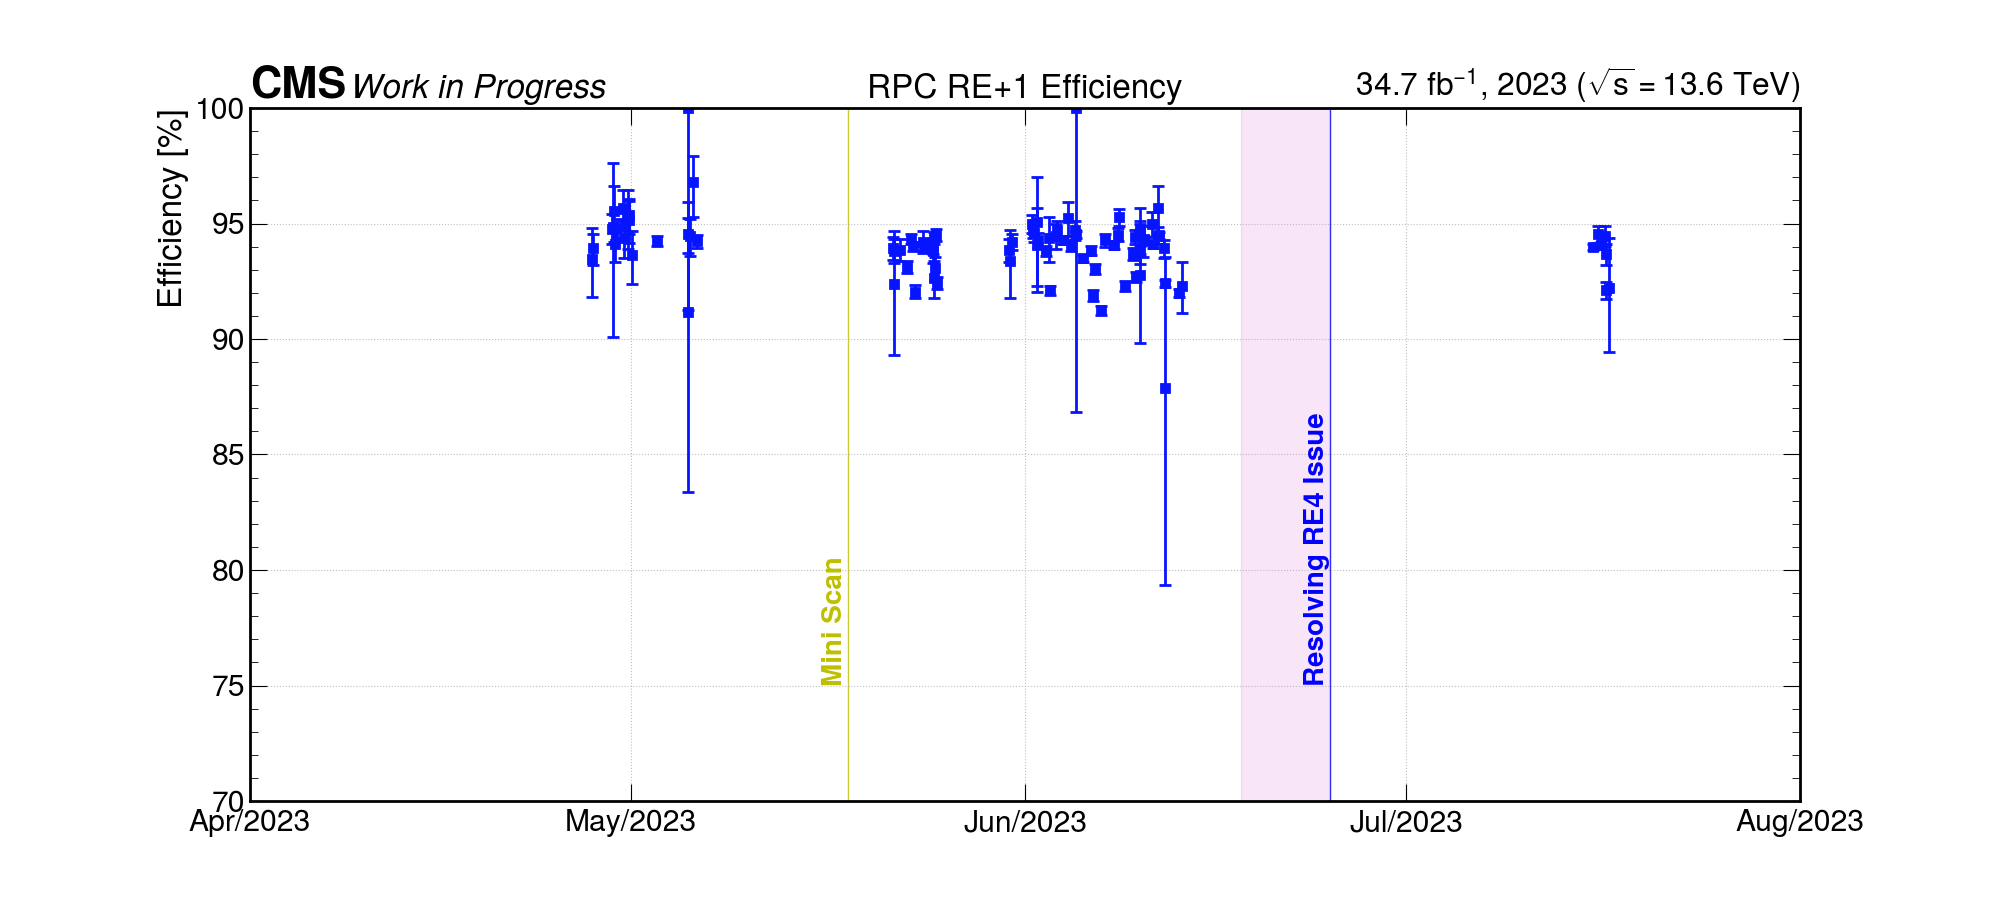 CMS Work in Progress RPC RE+1 Efficiency 34.7 fb⁻¹, 2023 (√s = 13.6 TeV)
Efficiency [%]
100
95
90
85
80
75
70
Mini Scan
Resolving RE4 Issue
Apr/2023 May/2023 Jun/2023 Jul/2023 Aug/2023